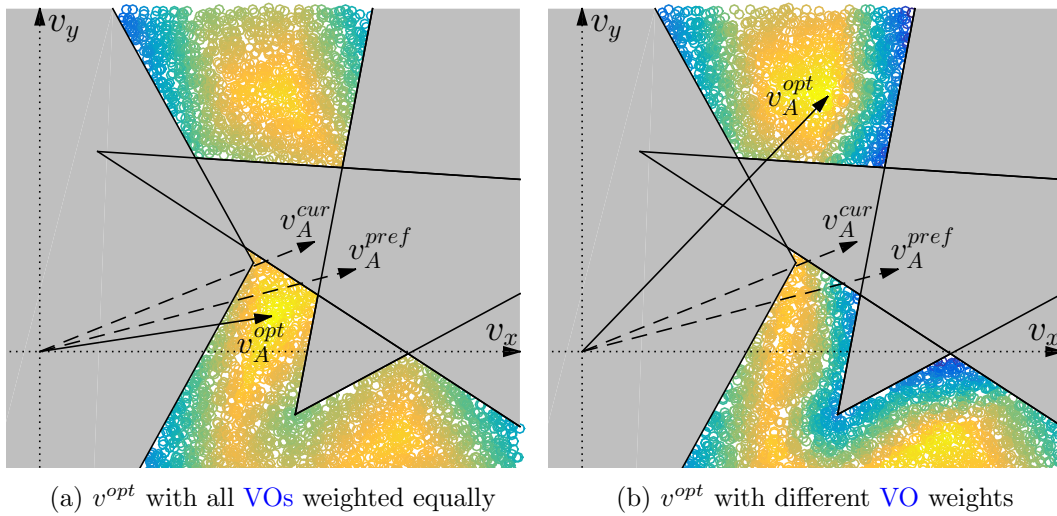 v_y
v_A^{cur}
v_A^{pref}
v_A^{opt}
v_x
(a) v^{opt} with all VOs weighted equally
v_y
v_A^{opt}
v_A^{cur}
v_A^{pref}
v_x
(b) v^{opt} with different VO weights